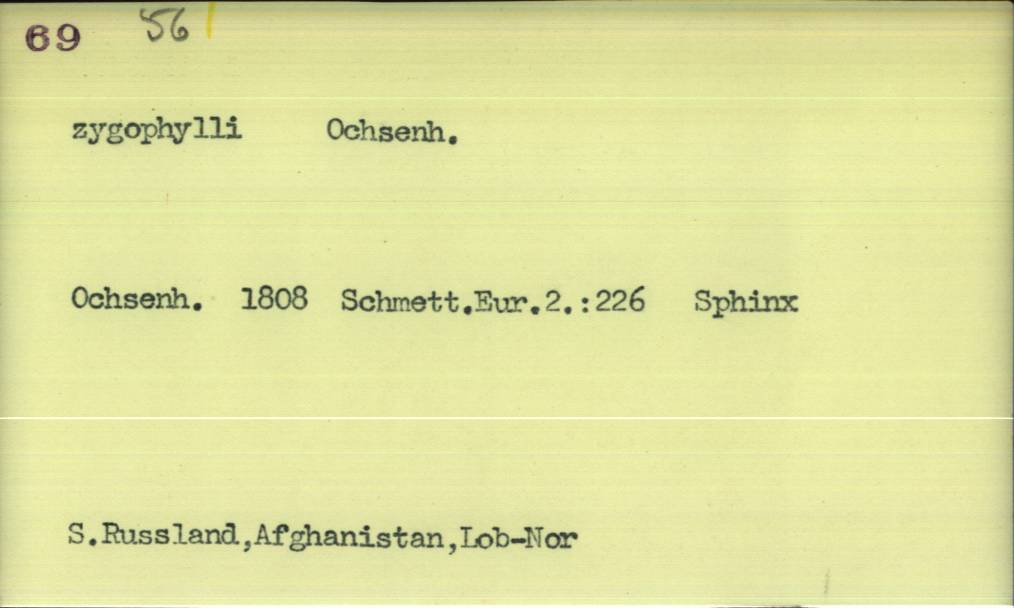 69 56
zygophylli Ochsenh.
Ochsenh. 1808 Schmett.Eur.2.:226 Sphinx
S.Russland,Afghanistan,Lob-Nor